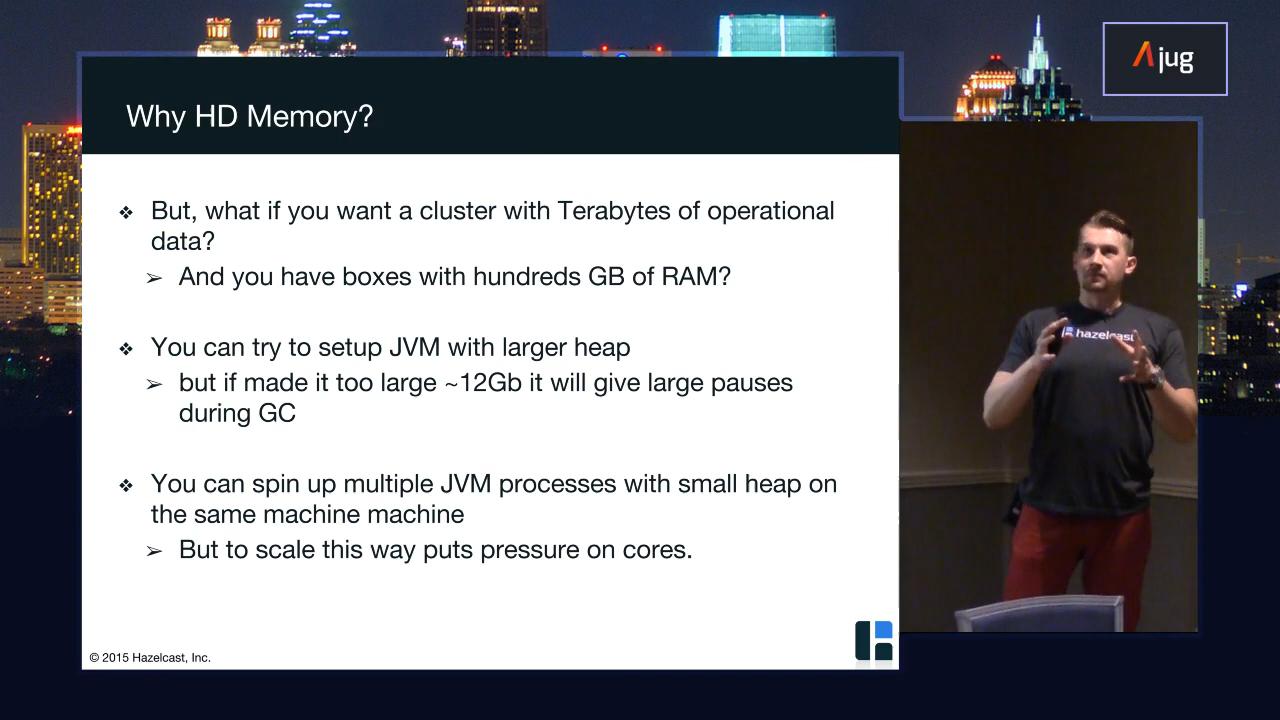 Ajug
Why HD Memory?
❖ But, what if you want a cluster with Terabytes of operational
data?
➢ And you have boxes with hundreds GB of RAM?
❖ You can try to setup JVM with larger heap
➢ but if made it too large ~12Gb it will give large pauses
during GC
❖ You can spin up multiple JVM processes with small heap on
the same machine machine
➢ But to scale this way puts pressure on cores.
hazelcast
© 2015 Hazelcast, Inc.